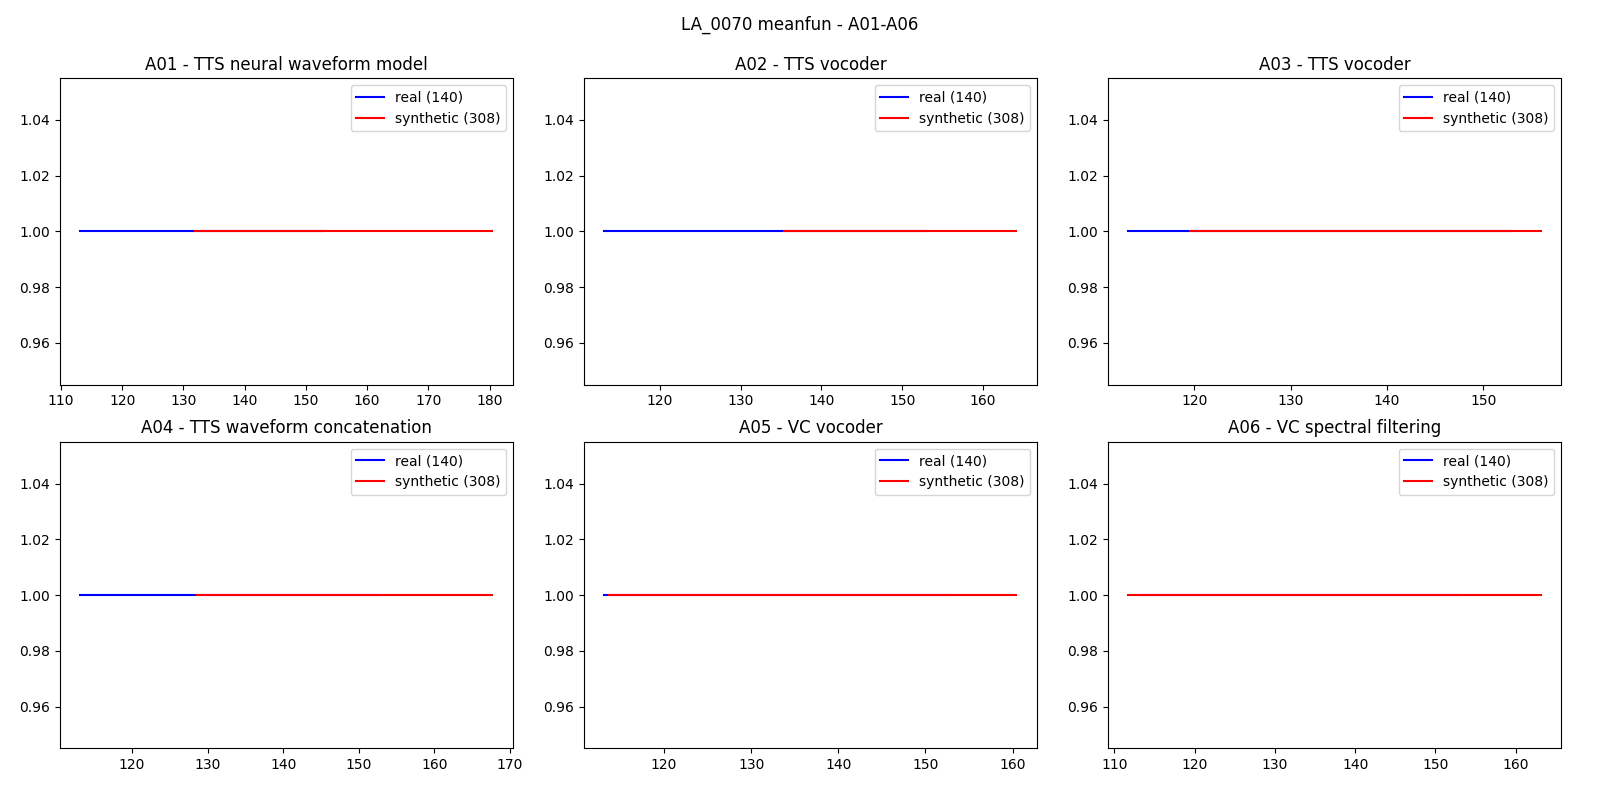 LA_0070 meanfun - A01-A06
A01 - TTS neural waveform model
real (140)
synthetic (308)
1.04
1.02
1.00
0.98
0.96
110 120 130 140 150 160 170 180
A02 - TTS vocoder
real (140)
synthetic (308)
1.04
1.02
1.00
0.98
0.96
120 130 140 150 160
A03 - TTS vocoder
real (140)
synthetic (308)
1.04
1.02
1.00
0.98
0.96
120 130 140 150
A04 - TTS waveform concatenation
real (140)
synthetic (308)
1.04
1.02
1.00
0.98
0.96
120 130 140 150 160 170
A05 - VC vocoder
real (140)
synthetic (308)
1.04
1.02
1.00
0.98
0.96
120 130 140 150 160
A06 - VC spectral filtering
real (140)
synthetic (308)
1.04
1.02
1.00
0.98
0.96
110 120 130 140 150 160